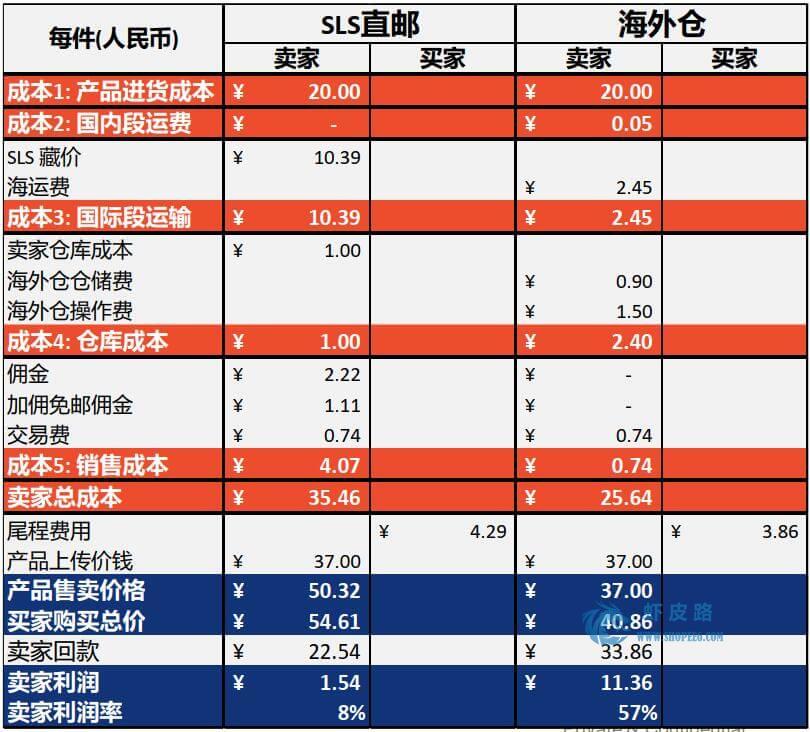 每件(人民币) SLS直邮 海外仓
卖家 买家 卖家 买家
成本1: 产品进货成本 ¥ 20.00 ¥ 20.00
成本2: 国内段运费 ¥ - ¥ 0.05
SLS 藏价 ¥ 10.39
海运费 ¥ 2.45
成本3: 国际段运输 ¥ 10.39 ¥ 2.45
卖家仓库成本 ¥ 1.00
海外仓仓储费 ¥ 0.90
海外仓操作费 ¥ 1.50
成本4: 仓库成本 ¥ 1.00 ¥ 2.40
佣金 ¥ 2.22 ¥ -
加佣免邮佣金 ¥ 1.11 ¥ -
交易费 ¥ 0.74 ¥ 0.74
成本5: 销售成本 ¥ 4.07 ¥ 0.74
卖家总成本 ¥ 35.46 ¥ 25.64
尾程费用 ¥ 4.29 ¥ 3.86
产品上传价钱 ¥ 37.00 ¥ 37.00
产品售卖价格 ¥ 50.32 ¥ 37.00
买家购买总价 ¥ 54.61 ¥ 40.86
虾皮路
WWW.SHOPEE6.COM
卖家回款 ¥ 22.54 ¥ 33.86
卖家利润 ¥ 1.54 ¥ 11.36
卖家利润率 8% 57%